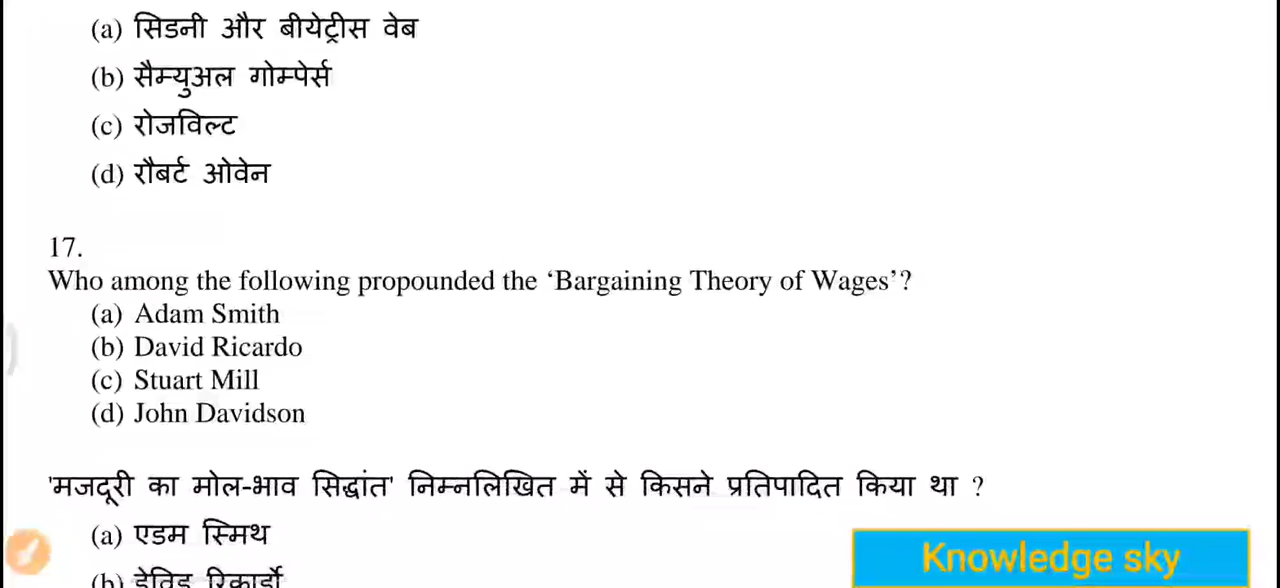 (a) सिडनी और बीयेट्रीस वेब
(b) सैम्युअल गोम्पेर्स
(c) रोजविल्ट
(d) रौबर्ट ओवेन
17.
Who among the following propounded the ‘Bargaining Theory of Wages’?
(a) Adam Smith
(b) David Ricardo
(c) Stuart Mill
(d) John Davidson
'मजदूरी का मोल-भाव सिद्धांत' निम्नलिखित में से किसने प्रतिपादित किया था ?
(a) एडम स्मिथ
(b) डेविड रिकार्डो
Knowledge sky